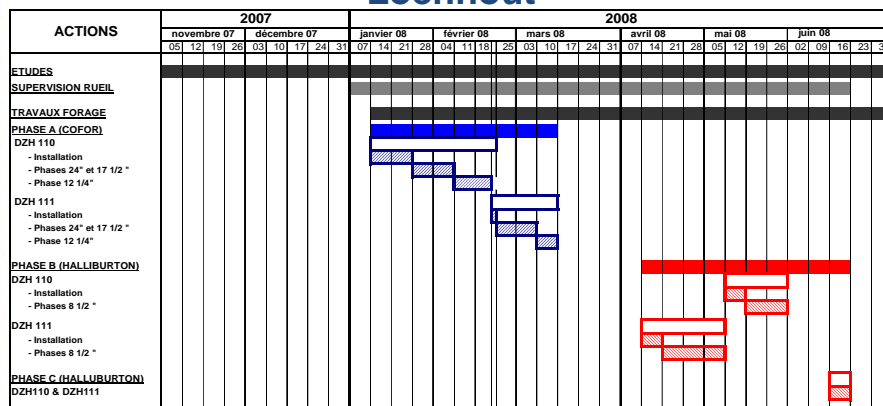 Loenhout
ACTIONS
2007 2008
novembre 07 décembre 07 janvier 08 février 08 mars 08 avril 08 mai 08 juin 08
05 12 19 26 03 10 17 24 31 07 14 21 28 04 11 18 25 03 10 17 24 31 07 14 21 28 05 12 19 26 02 09 16 23
ETUDES
SUPERVISION RUEIL
TRAVAUX FORAGE
PHASE A (COFOR)
DZH 110
- Installation
- Phases 24" et 17 1/2 "
- Phase 12 1/4"
DZH 111
- Installation
- Phases 24" et 17 1/2 "
- Phase 12 1/4"
PHASE B (HALLIBURTON)
DZH 110
- Installation
- Phases 8 1/2 "
DZH 111
- Installation
- Phases 8 1/2 "
PHASE C (HALLUBURTON)
DZH110 & DZH111